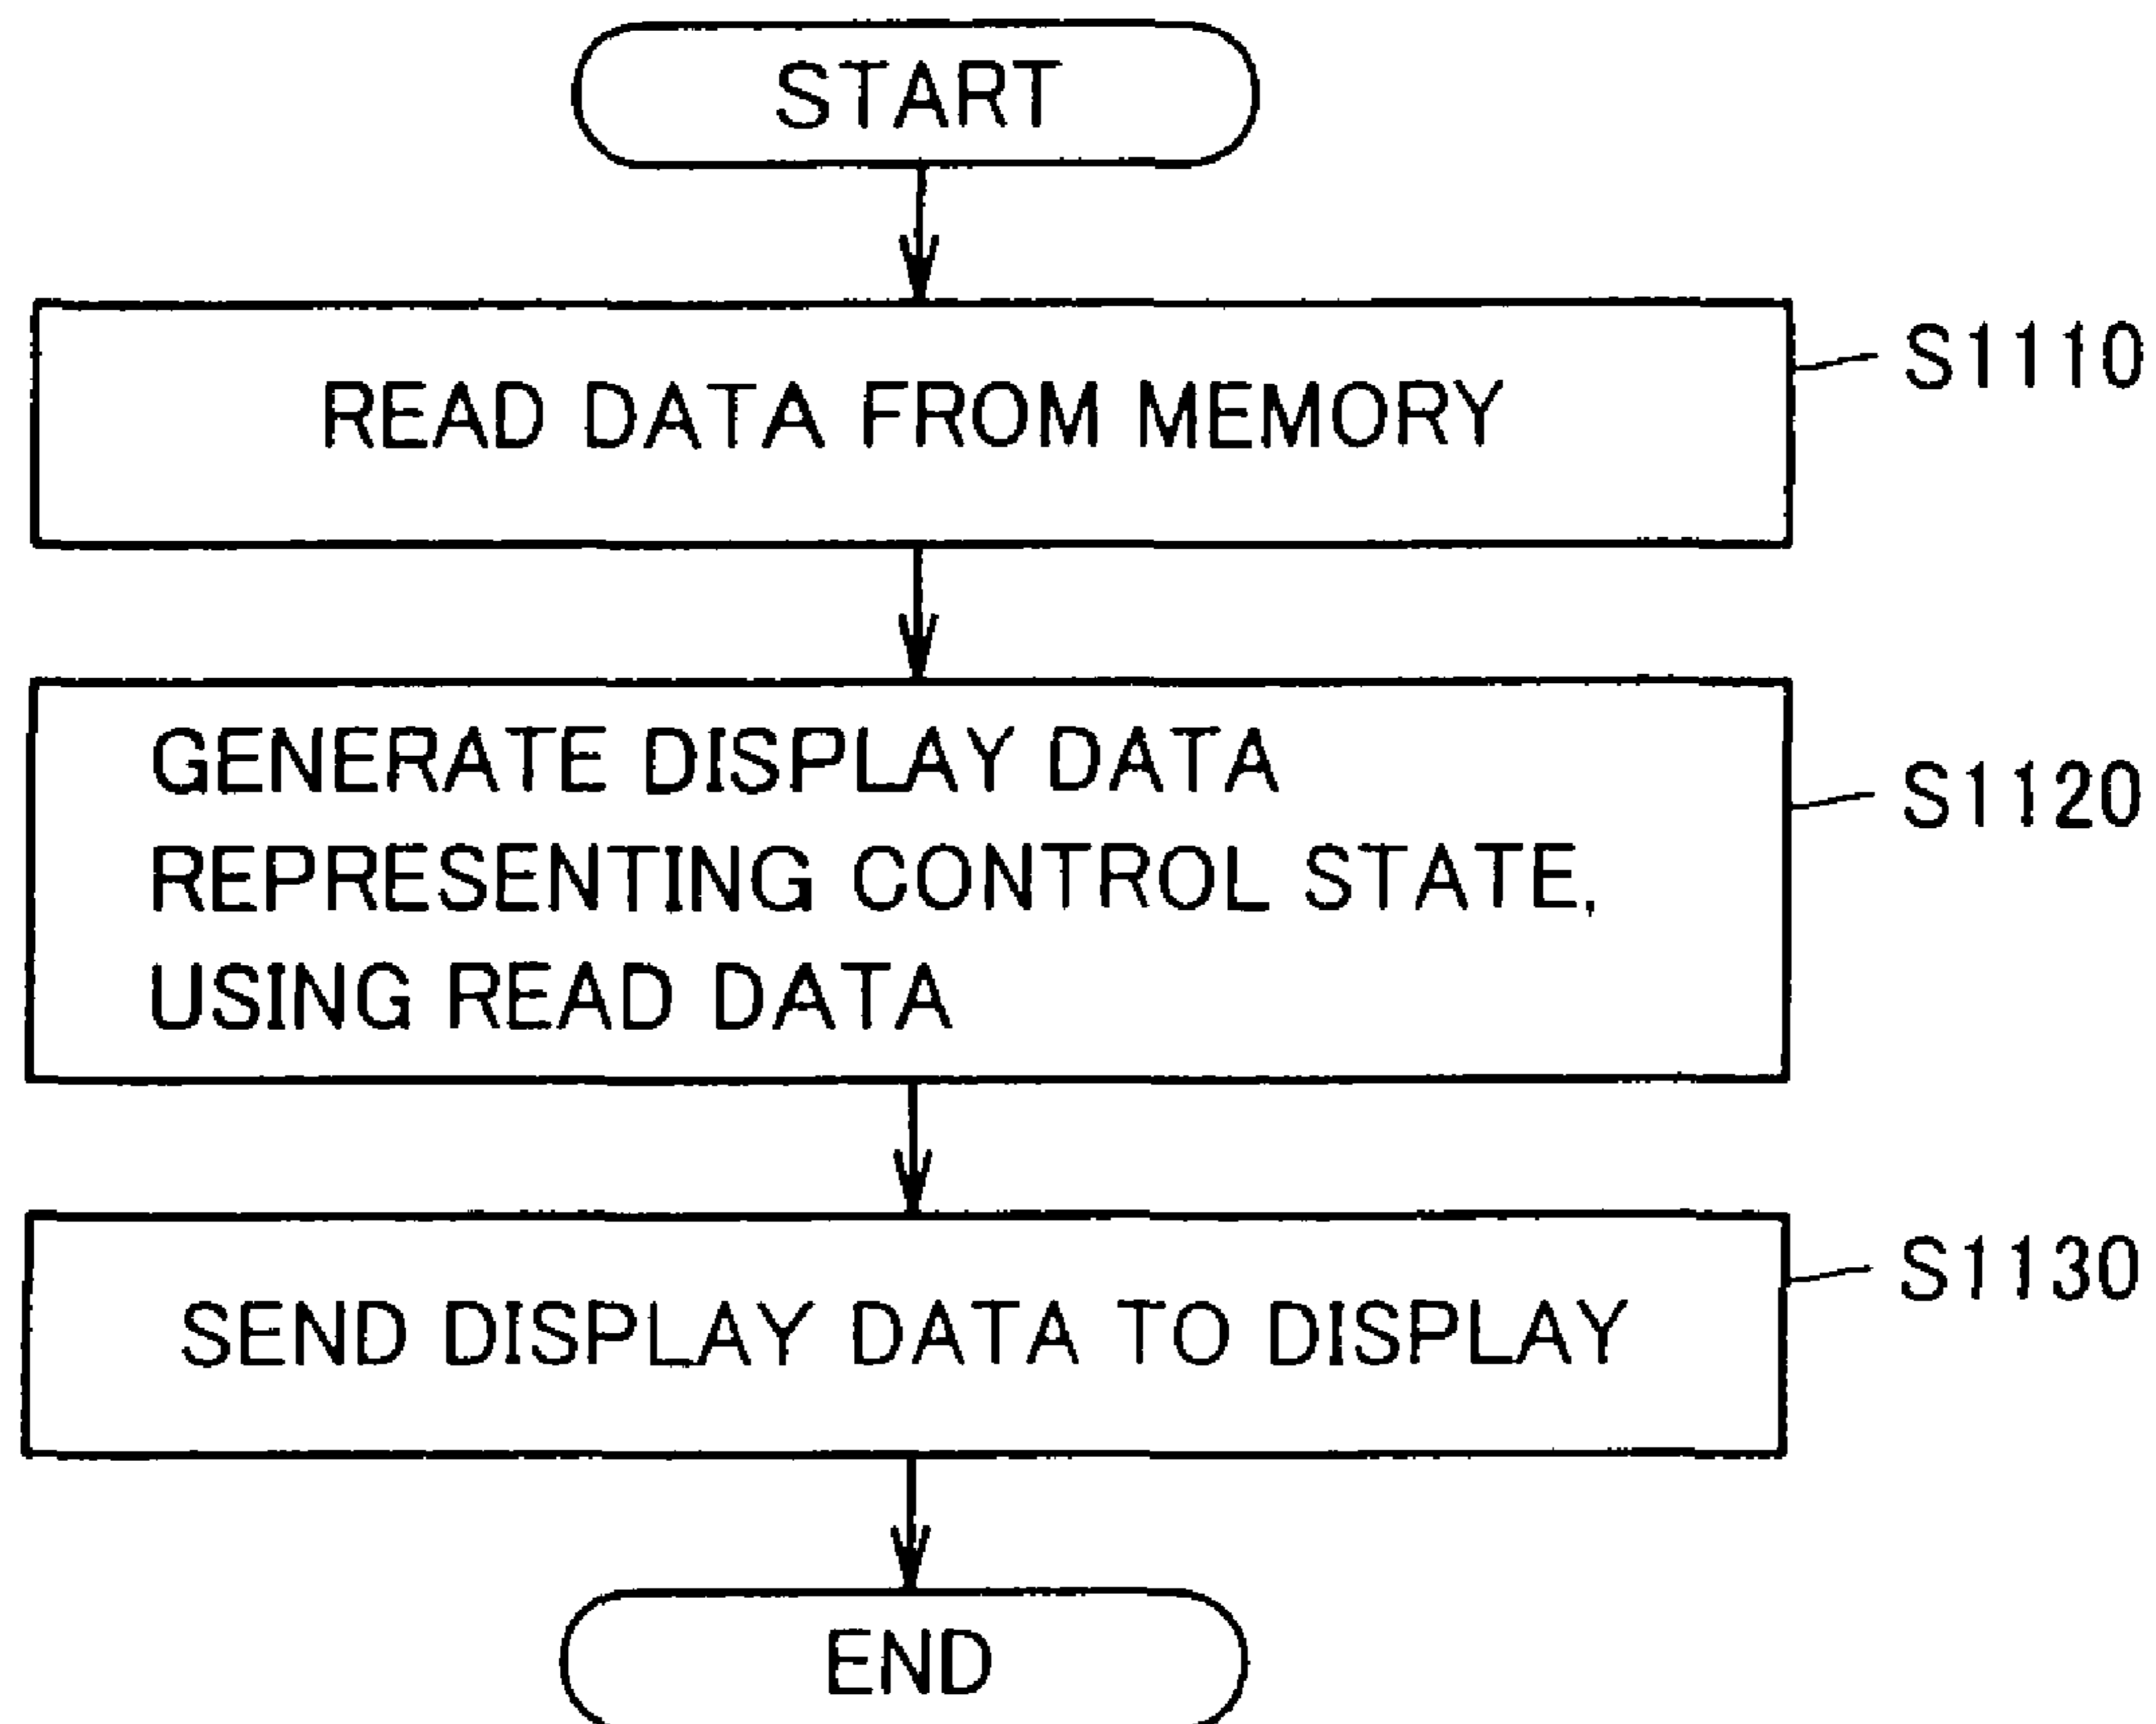 START
READ DATA FROM MEMORY
S1110
GENERATE DISPLAY DATA
REPRESENTING CONTROL STATE,
USING READ DATA
S1120
SEND DISPLAY DATA TO DISPLAY
S1130
END